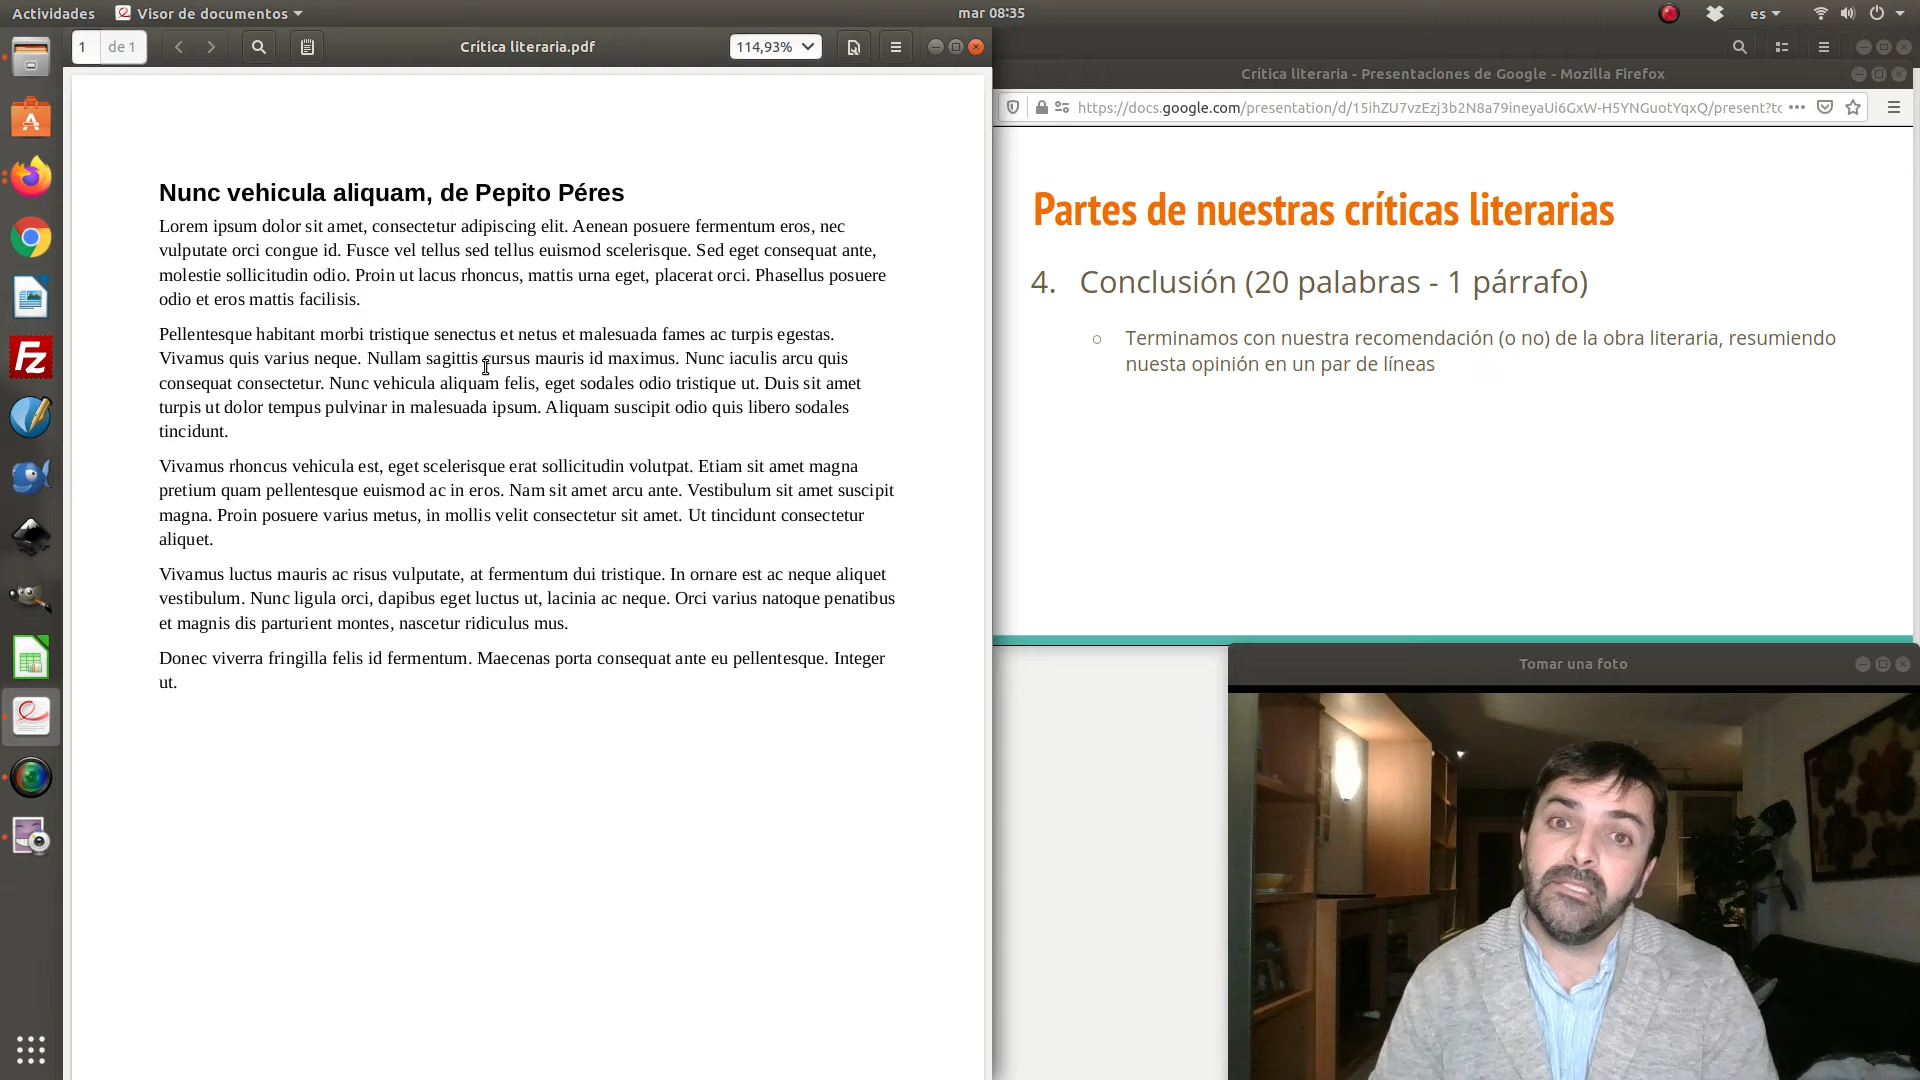 Actividades
Visor de documentos
mar 08:35
es
1 de 1
Crítica literaria.pdf
114,93%
Nunc vehicula aliquam, de Pepito Péres
Lorem ipsum dolor sit amet, consectetur adipiscing elit. Aenean posuere fermentum eros, nec
vulputate orci congue id. Fusce vel tellus sed tellus euismod scelerisque. Sed eget consequat ante,
molestie sollicitudin odio. Proin ut lacus rhoncus, mattis urna eget, placerat orci. Phasellus posuere
odio et eros mattis facilisis.
Pellentesque habitant morbi tristique senectus et netus et malesuada fames ac turpis egestas.
Vivamus quis varius neque. Nullam sagittis cursus mauris id maximus. Nunc iaculis arcu quis
consequat consectetur. Nunc vehicula aliquam felis, eget sodales odio tristique ut. Duis sit amet
turpis ut dolor tempus pulvinar in malesuada ipsum. Aliquam suscipit odio quis libero sodales
tincidunt.
Vivamus rhoncus vehicula est, eget scelerisque erat sollicitudin volutpat. Etiam sit amet magna
pretium quam pellentesque euismod ac in eros. Nam sit amet arcu ante. Vestibulum sit amet suscipit
magna. Proin posuere varius metus, in mollis velit consectetur sit amet. Ut tincidunt consectetur
aliquet.
Vivamus luctus mauris ac risus vulputate, at fermentum dui tristique. In ornare est ac neque aliquet
vestibulum. Nunc ligula orci, dapibus eget luctus ut, lacinia ac neque. Orci varius natoque penatibus
et magnis dis parturient montes, nascetur ridiculus mus.
Donec viverra fringilla felis id fermentum. Maecenas porta consequat ante eu pellentesque. Integer
ut.
Crítica literaria - Presentaciones de Google - Mozilla Firefox
https://docs.google.com/presentation/d/15ihZU7vzEzj3b2N8a79ineyaUi6GxW-H5YNGuotYqxQ/present?tc
Partes de nuestras críticas literarias
4. Conclusión (20 palabras - 1 párrafo)
○ Terminamos con nuestra recomendación (o no) de la obra literaria, resumiendo
nuesta opinión en un par de líneas
Tomar una foto